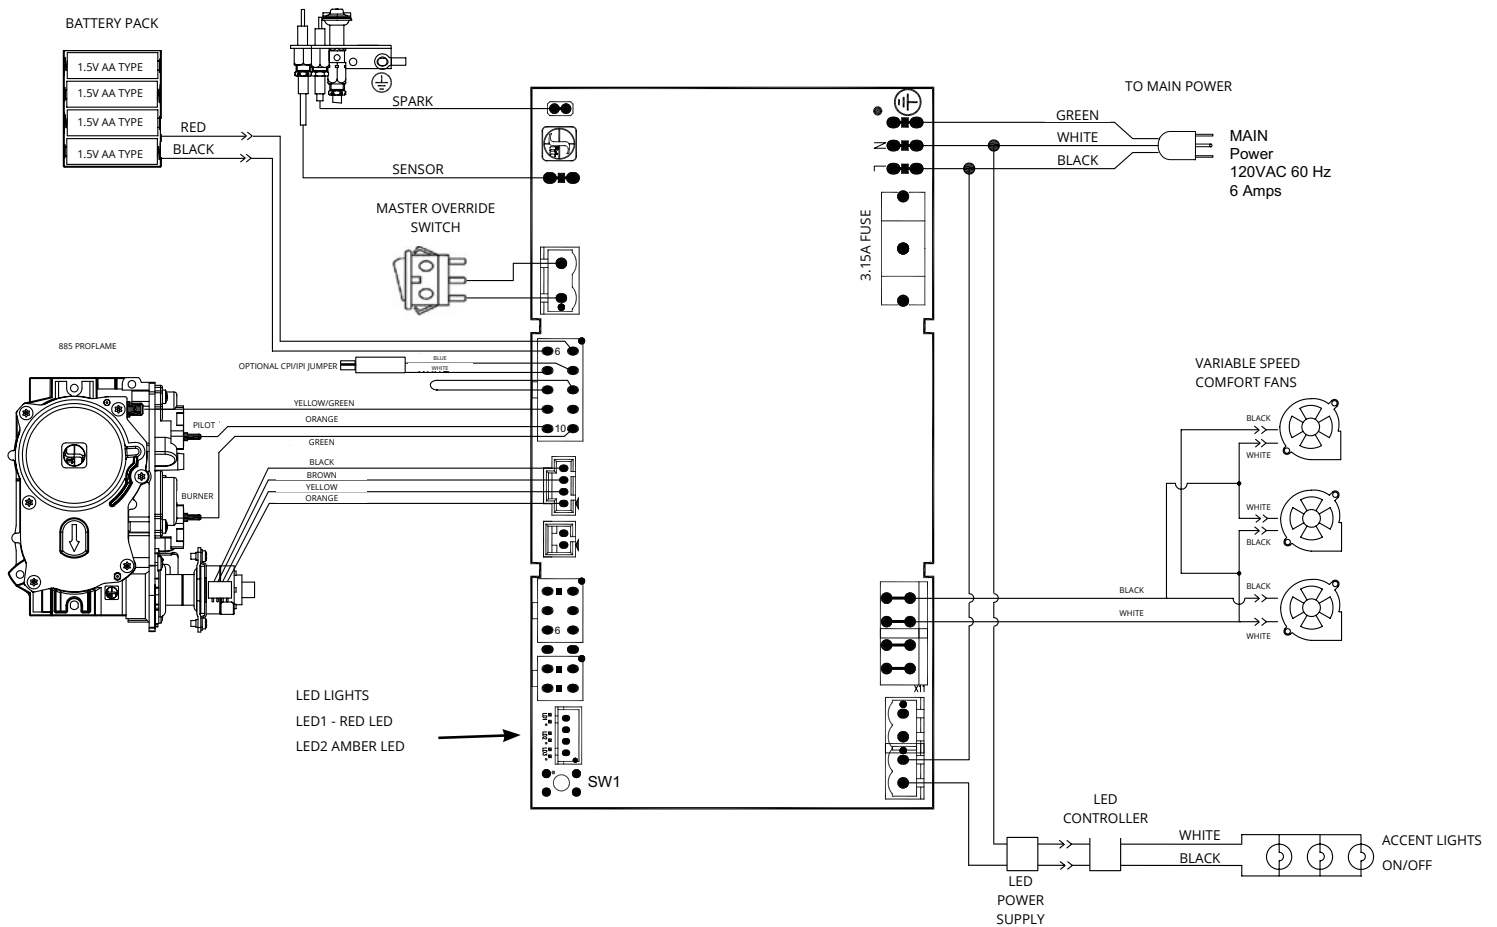 BATTERY PACK
1.5V AA TYPE
1.5V AA TYPE
1.5V AA TYPE
1.5V AA TYPE
RED
BLACK
SPARK
SENSOR
MASTER OVERRIDE
SWITCH
TO MAIN POWER
GREEN
WHITE
BLACK
N
L
MAIN
Power
120VAC 60 Hz
6 Amps
3.15A FUSE
885 PROFLAME
OPTIONAL CPI/IPI JUMPER
BLUE
WHITE
6
10
YELLOW/GREEN
PILOT
ORANGE
GREEN
BLACK
BROWN
YELLOW
ORANGE
BURNER
VARIABLE SPEED
COMFORT FANS
BLACK
WHITE
WHITE
BLACK
BLACK
WHITE
BLACK
WHITE
6
X11
LED LIGHTS
LED1 - RED LED
LED2 AMBER LED
SW1
LED
CONTROLLER
WHITE
BLACK
ACCENT LIGHTS
ON/OFF
LED
POWER
SUPPLY